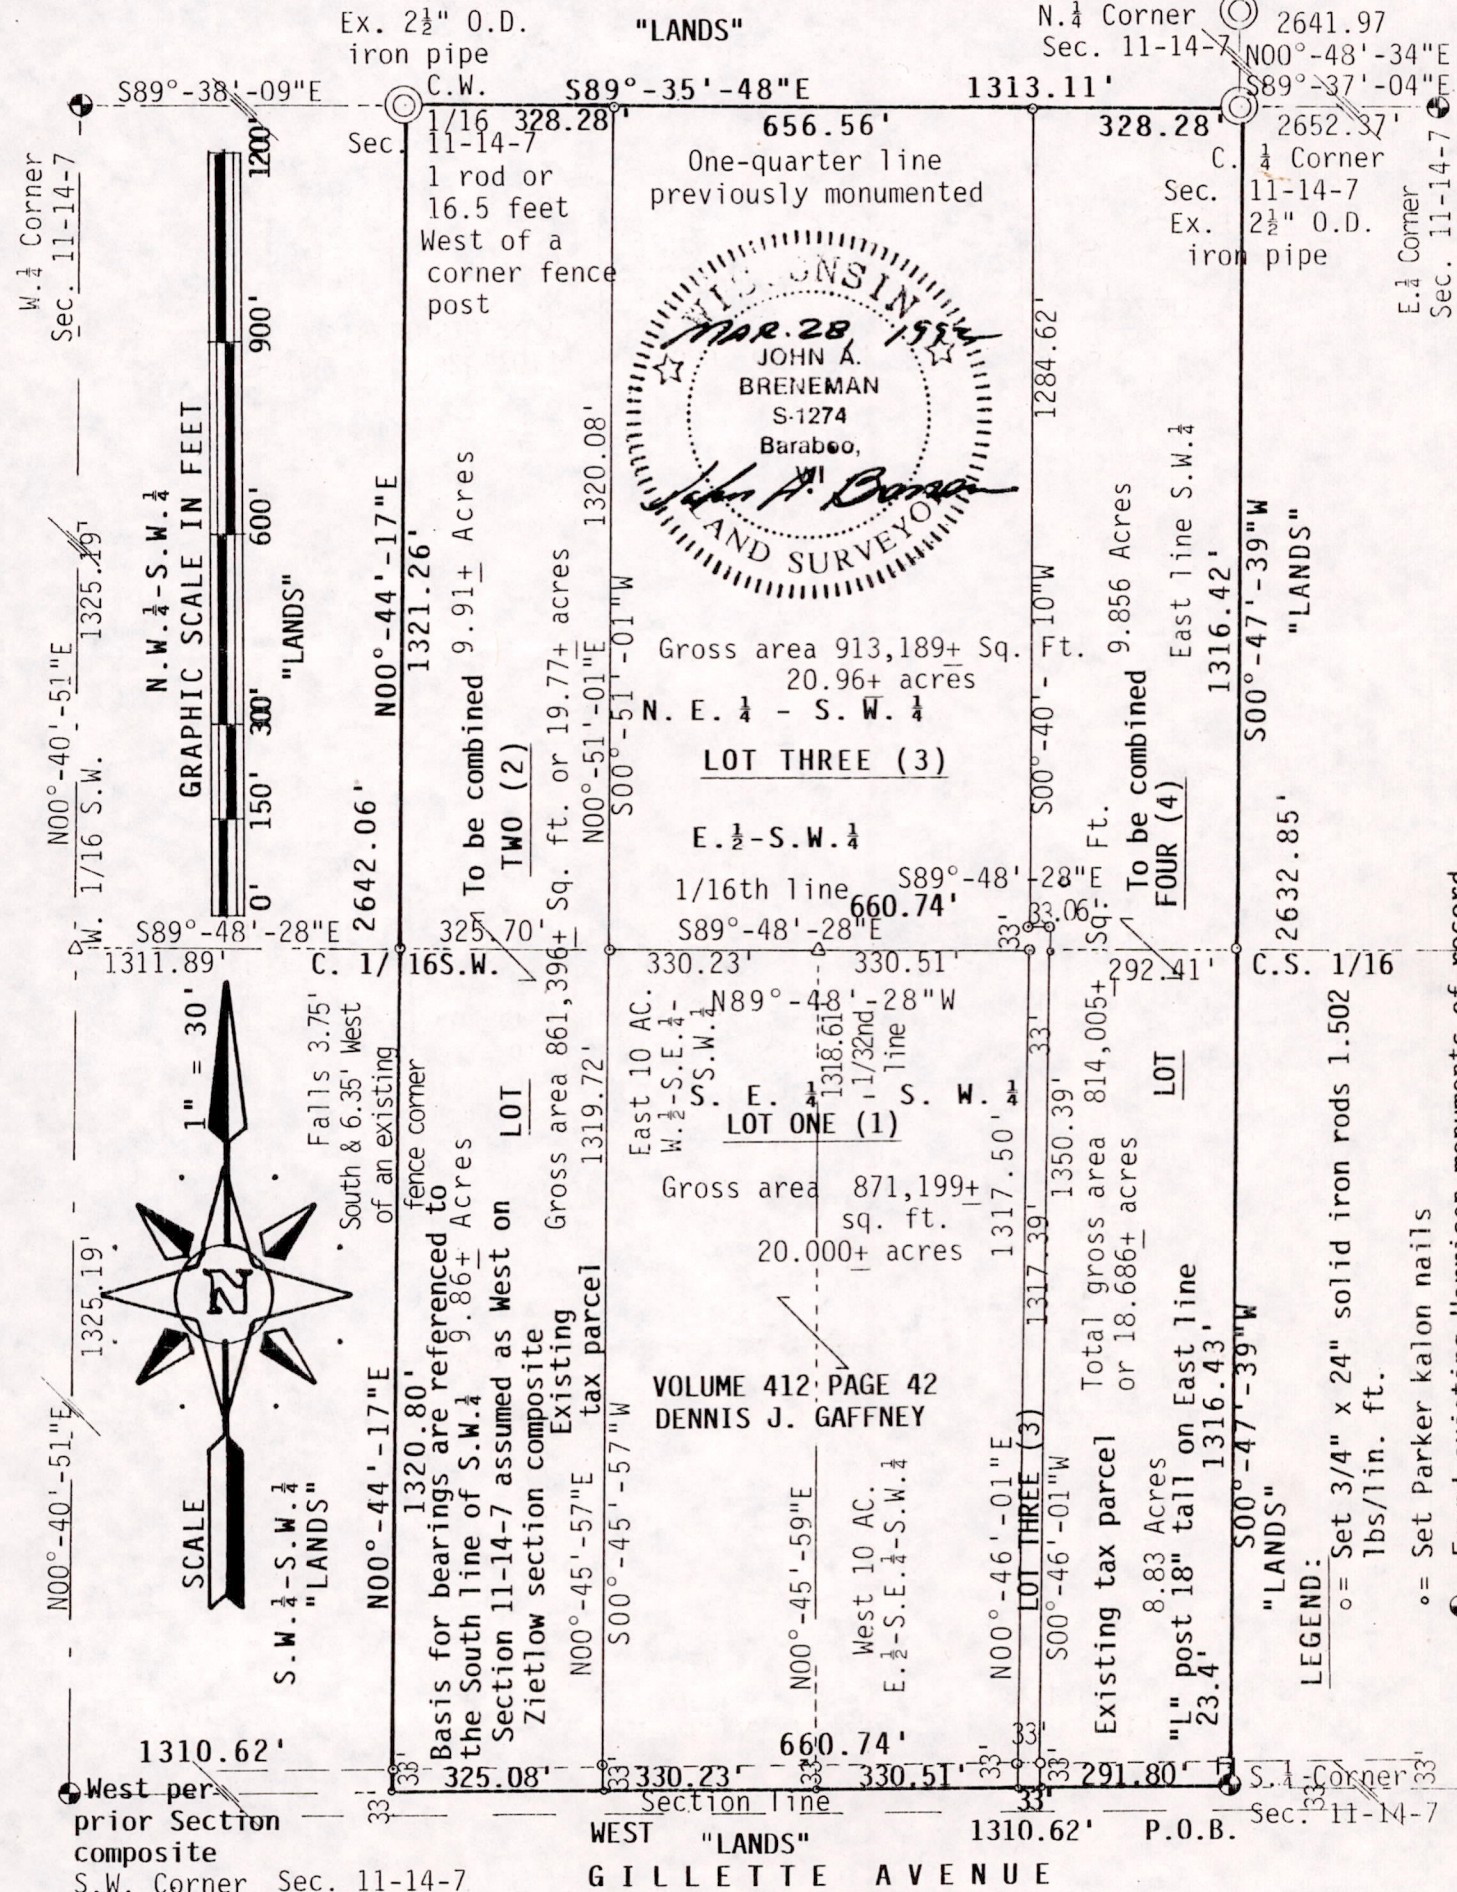 Ex. 2½" O.D.
iron pipe
C.W.
1/16
Sec. 11-14-7
1 rod or
16.5 feet
West of a
corner fence
post
"LANDS"
N.¼ Corner
Sec. 11-14-7
2641.97
N00°-48'-34"E
S89°-37'-04"E
2652.37'
S89°-38'-09"E
S89°-35'-48"E
1313.11'
328.28'
656.56'
328.28'
One-quarter line
previously monumented
C. ¼ Corner
Sec. 11-14-7
Ex. 2½" O.D.
iron pipe
W.¼ Corner
Sec. 11-14-7
E.¼ Corner
Sec. 11-14-7
WISCONSIN
MAR. 28,
JOHN A.
BRENEMAN
S-1274
Baraboo,
WI
LAND SURVEYOR
1200'
900'
600'
300'
150'
0'
GRAPHIC SCALE IN FEET
N.W.¼-S.W.¼
"LANDS"
N00°-40'-51"E
1325.19'
W. 1/16 S.W.
N00°-44'-17"E
1321.26'
2642.06'
9.91± Acres
To be combined
TWO (2)
LOT
Gross area 861,396± Sq. ft. or 19.77± acres
1320.08'
N00°-51'-01"E
S00°-51'-01"W
1284.62'
S00°-40'-10"W
9.856 Acres
To be combined
FOUR (4)
LOT
East line S.W.¼
1316.42'
S00°-47'-39"W
"LANDS"
2632.85'
Gross area 913,189± Sq. Ft.
20.96± acres
N. E. ¼ - S. W. ¼
LOT THREE (3)
E.½-S.W.¼
1/16th line
S89°-48'-28"E
660.74'
33.06
33'
S89°-48'-28"E
1311.89'
C. 1/16 S.W.
325.70'
S89°-48'-28"E
330.23'
330.51'
292.41'
C.S. 1/16
N89°-48'-28"W
1" = 30'
Falls 3.75'
South & 6.35' West
of an existing
fence corner
East 10 AC.
W.½-S.E.¼-
S.W.¼
1318.61'
1/32nd
line
S. E. ¼ - S. W. ¼
LOT ONE (1)
Gross area 871,199±
sq. ft.
20.000± acres
VOLUME 412 PAGE 42
DENNIS J. GAFFNEY
1319.72'
1317.50'
1317.39'
33'
1350.39'
Total gross area 814,005± Sq. Ft.
or 18.686± acres
N
SCALE
1325.19'
N00°-40'-51"E
S.W.¼-S.W.¼
"LANDS"
N00°-44'-17"E
1320.80'
9.86± Acres
Basis for bearings are referenced to
the South line of S.W.¼
Section 11-14-7 assumed as West on
Zietlow section composite
Existing
tax parcel
N00°-45'-57"E
S00°-45'-57"W
N00°-45'-59"E
West 10 AC.
E.½-S.E.¼-S.W.¼
N00°-46'-01"E
LOT THREE (3)
S00°-46'-01"W
Existing tax parcel
8.83 Acres
"L" post 18" tall on East line
23.4'
1316.43'
S00°-47'-39"W
"LANDS"
LEGEND:
o= Set 3/4" x 24" solid iron rods 1.502
lbs/lin. ft.
o= Set Parker kalon nails
1310.62'
West per
prior Section
composite
S.W. Corner Sec. 11-14-7
33'
33'
325.08'
33'
660.74'
330.23'
33'
330.51'
33'
33'
33'
33'
291.80'
S.¼ Corner
Sec. 11-14-7
33'
33'
Section line
WEST
"LANDS"
1310.62'
P.O.B.
GILLETTE AVENUE